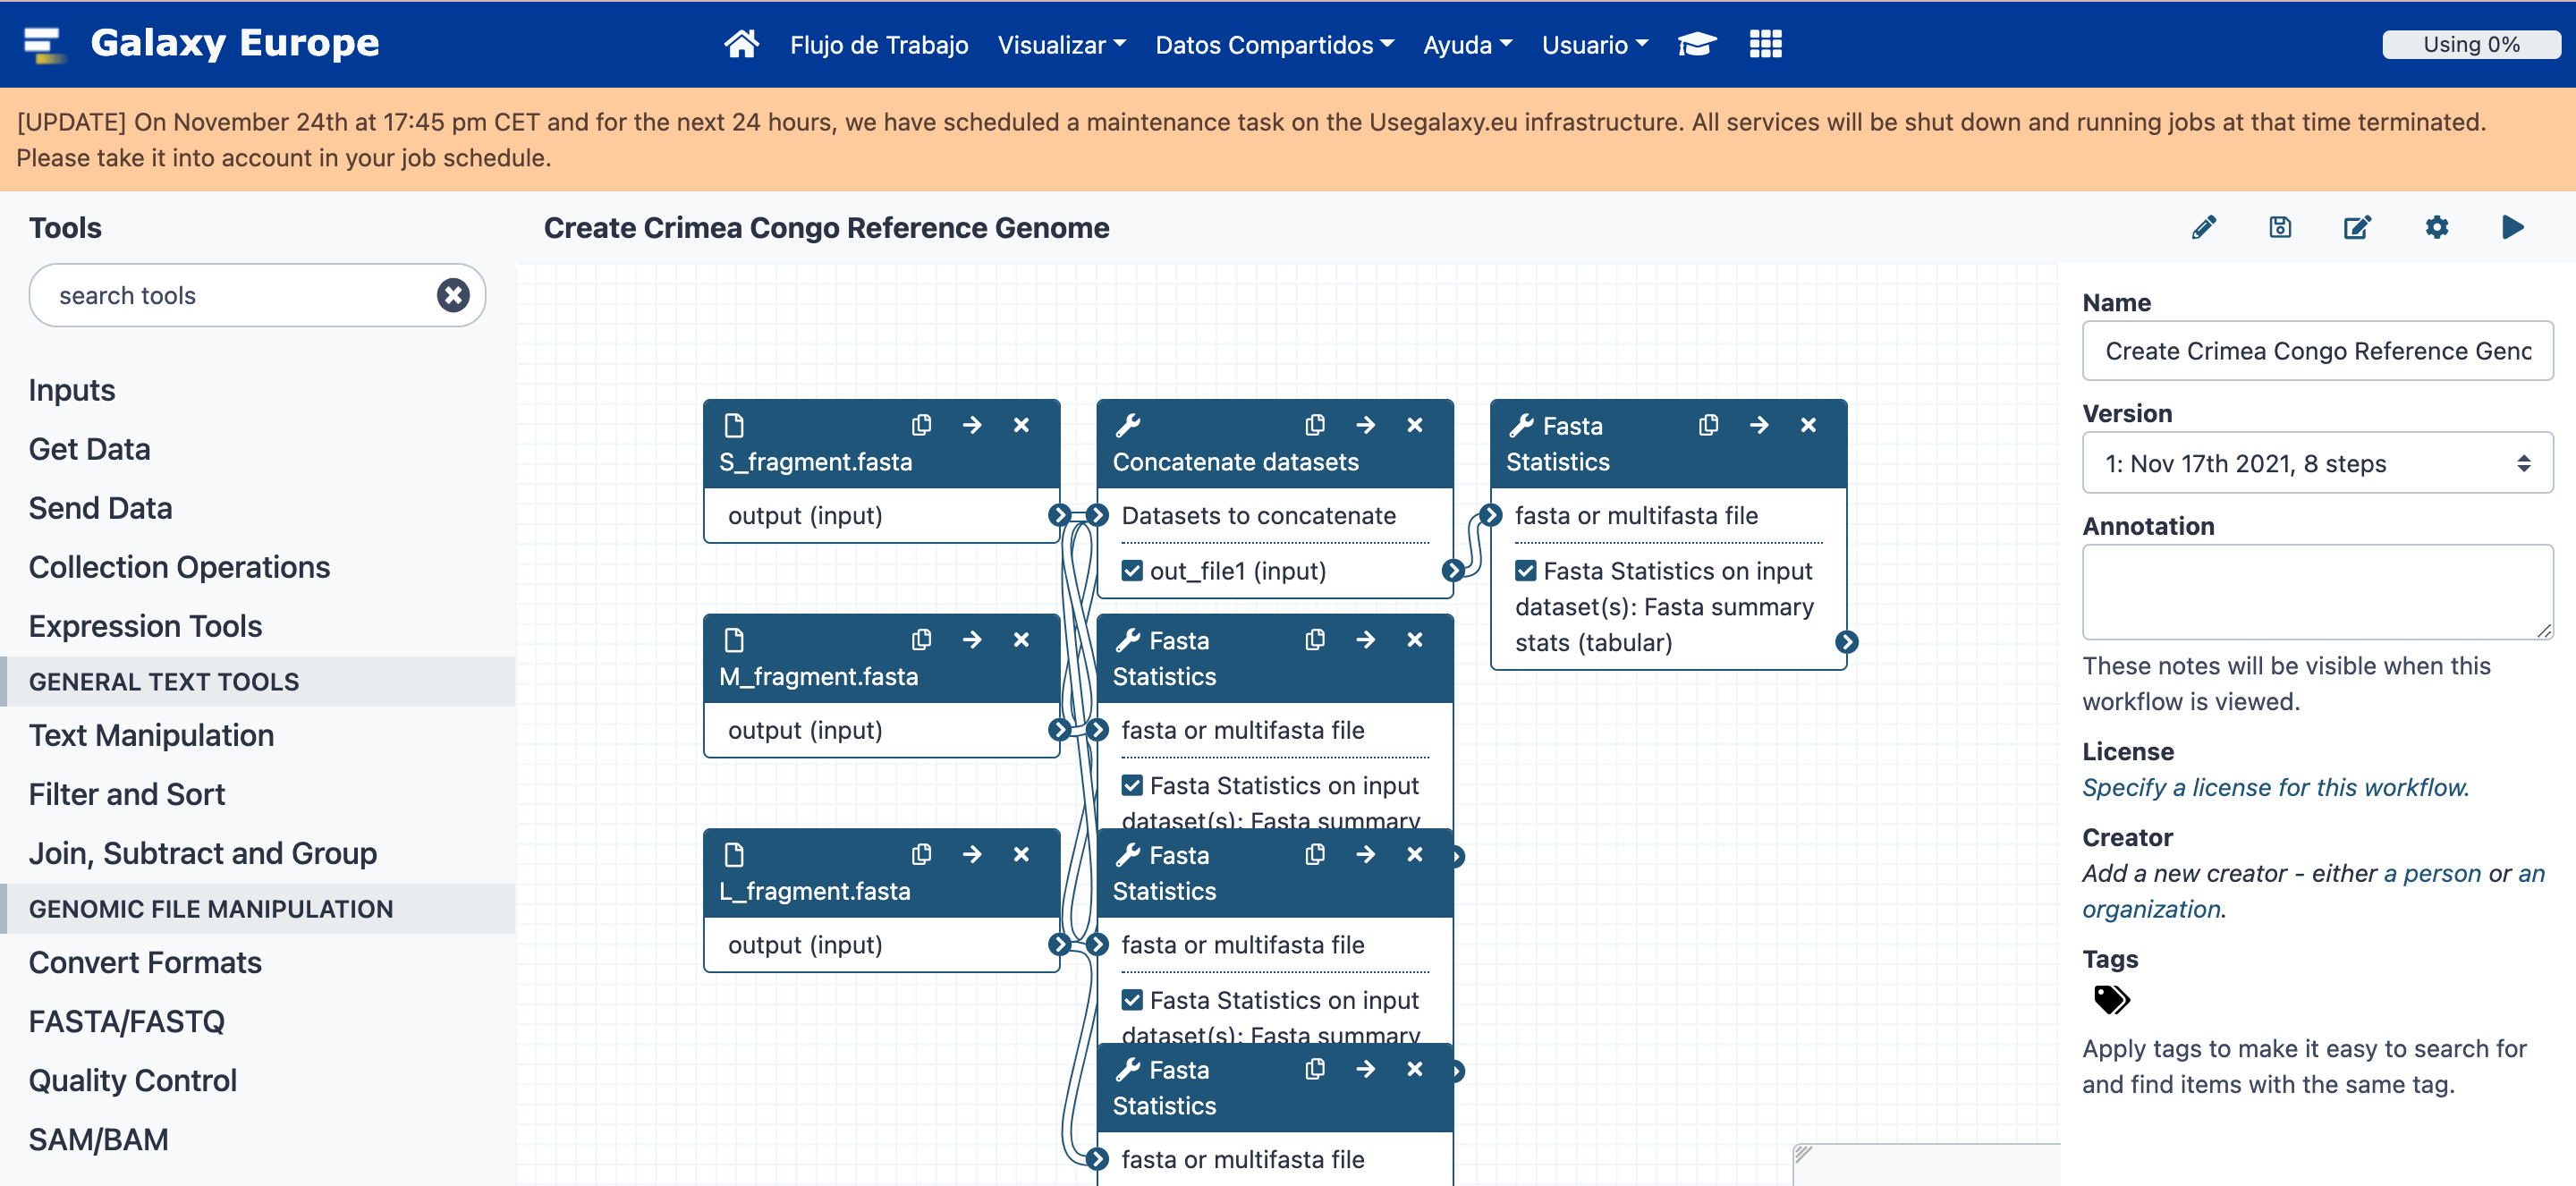 Galaxy Europe
Flujo de Trabajo
Visualizar
Datos Compartidos
Ayuda
Usuario
Using 0%
[UPDATE] On November 24th at 17:45 pm CET and for the next 24 hours, we have scheduled a maintenance task on the Usegalaxy.eu infrastructure. All services will be shut down and running jobs at that time terminated.
Please take it into account in your job schedule.
Tools
search tools
Inputs
Get Data
Send Data
Collection Operations
Expression Tools
GENERAL TEXT TOOLS
Text Manipulation
Filter and Sort
Join, Subtract and Group
GENOMIC FILE MANIPULATION
Convert Formats
FASTA/FASTQ
Quality Control
SAM/BAM
Create Crimea Congo Reference Genome
S_fragment.fasta
output (input)
M_fragment.fasta
output (input)
L_fragment.fasta
output (input)
Concatenate datasets
Datasets to concatenate
out_file1 (input)
Fasta
Statistics
fasta or multifasta file
Fasta Statistics on input
dataset(s): Fasta summary
Fasta
Statistics
fasta or multifasta file
Fasta Statistics on input
dataset(s): Fasta summary
Fasta
Statistics
fasta or multifasta file
Fasta
Statistics
fasta or multifasta file
Fasta Statistics on input
dataset(s): Fasta summary
stats (tabular)
Name
Create Crimea Congo Reference Genc
Version
1: Nov 17th 2021, 8 steps
Annotation
These notes will be visible when this
workflow is viewed.
License
Specify a license for this workflow.
Creator
Add a new creator - either a person or an
organization.
Tags
Apply tags to make it easy to search for
and find items with the same tag.